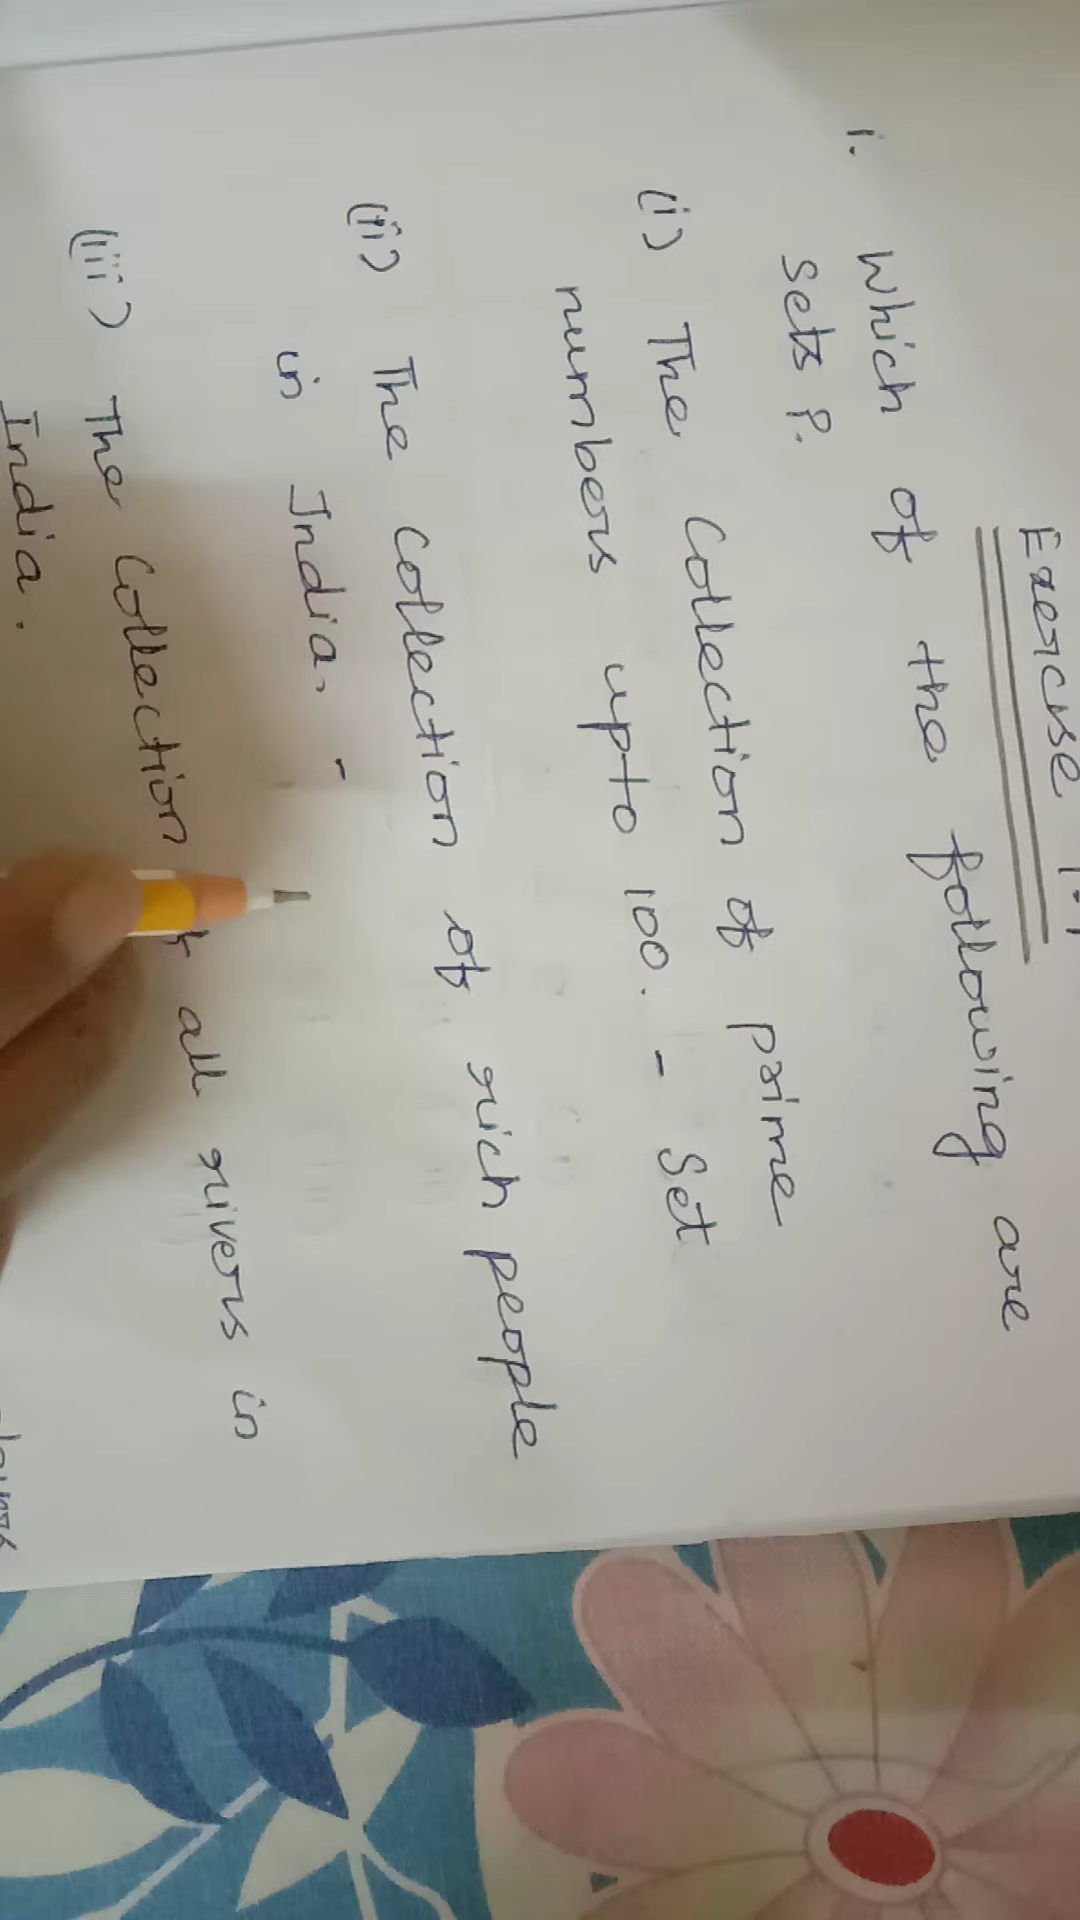 Exercise 1.1
1. Which of the following are
sets?
(i) The Collection of prime
numbers upto 100. - Set
(ii) The Collection of rich people
in India. -
(iii) The Collection of all rivers in
India.